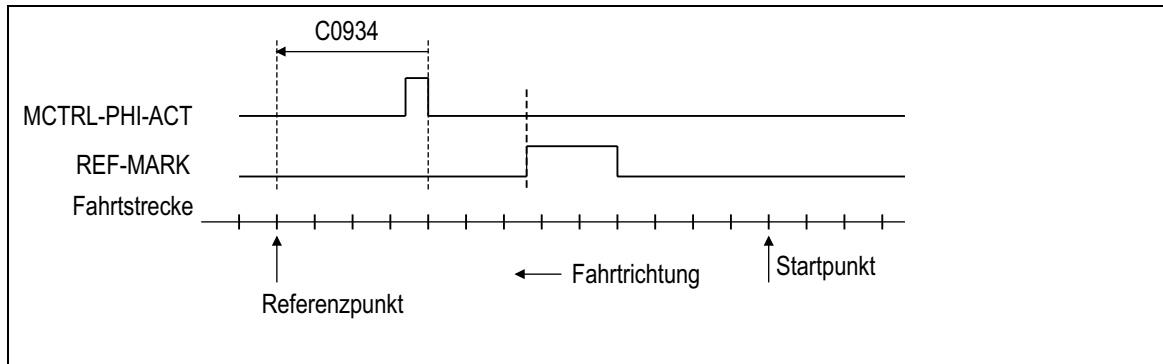 C0934
MCTRL-PHI-ACT
REF-MARK
Fahrtstrecke
Fahrtrichtung
Startpunkt
Referenzpunkt